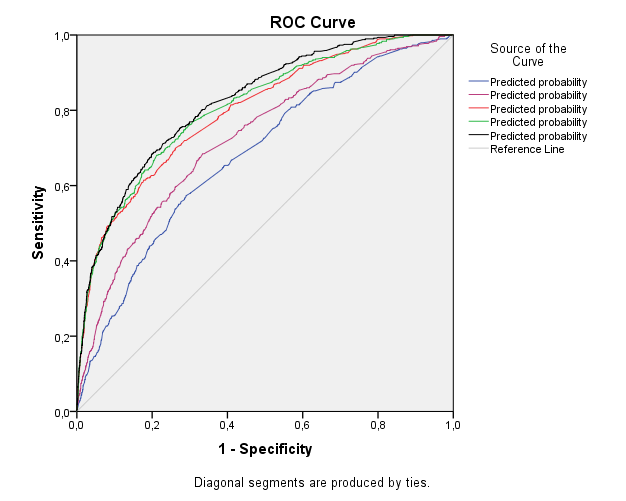 ROC Curve
1,0
0,8
0,6
0,4
0,2
0,0
Sensitivity
0,0 0,2 0,4 0,6 0,8 1,0
1 - Specificity
Source of the
Curve
Predicted probability
Predicted probability
Predicted probability
Predicted probability
Predicted probability
Reference Line
Diagonal segments are produced by ties.